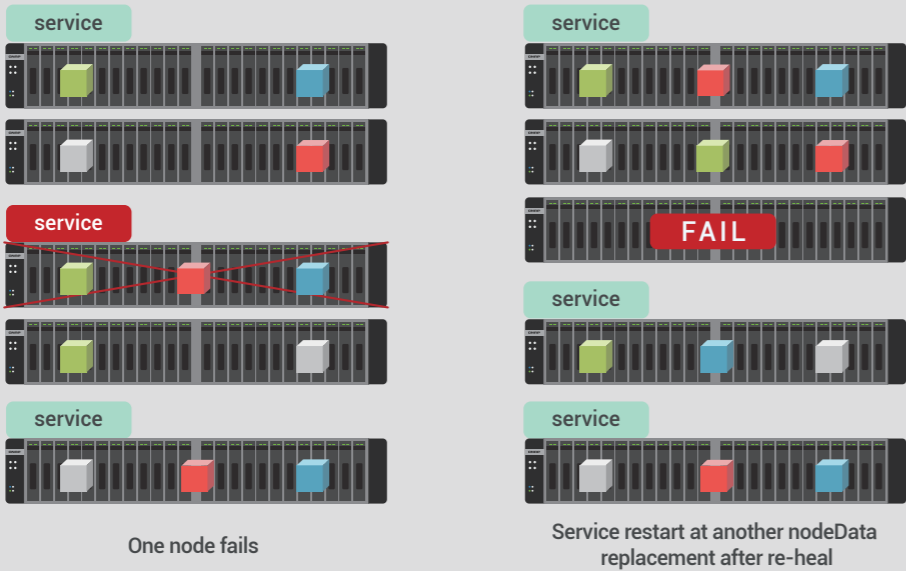 service
service
service
One node fails
service
service
FAIL
service
service
Service restart at another nodeData
replacement after re-heal